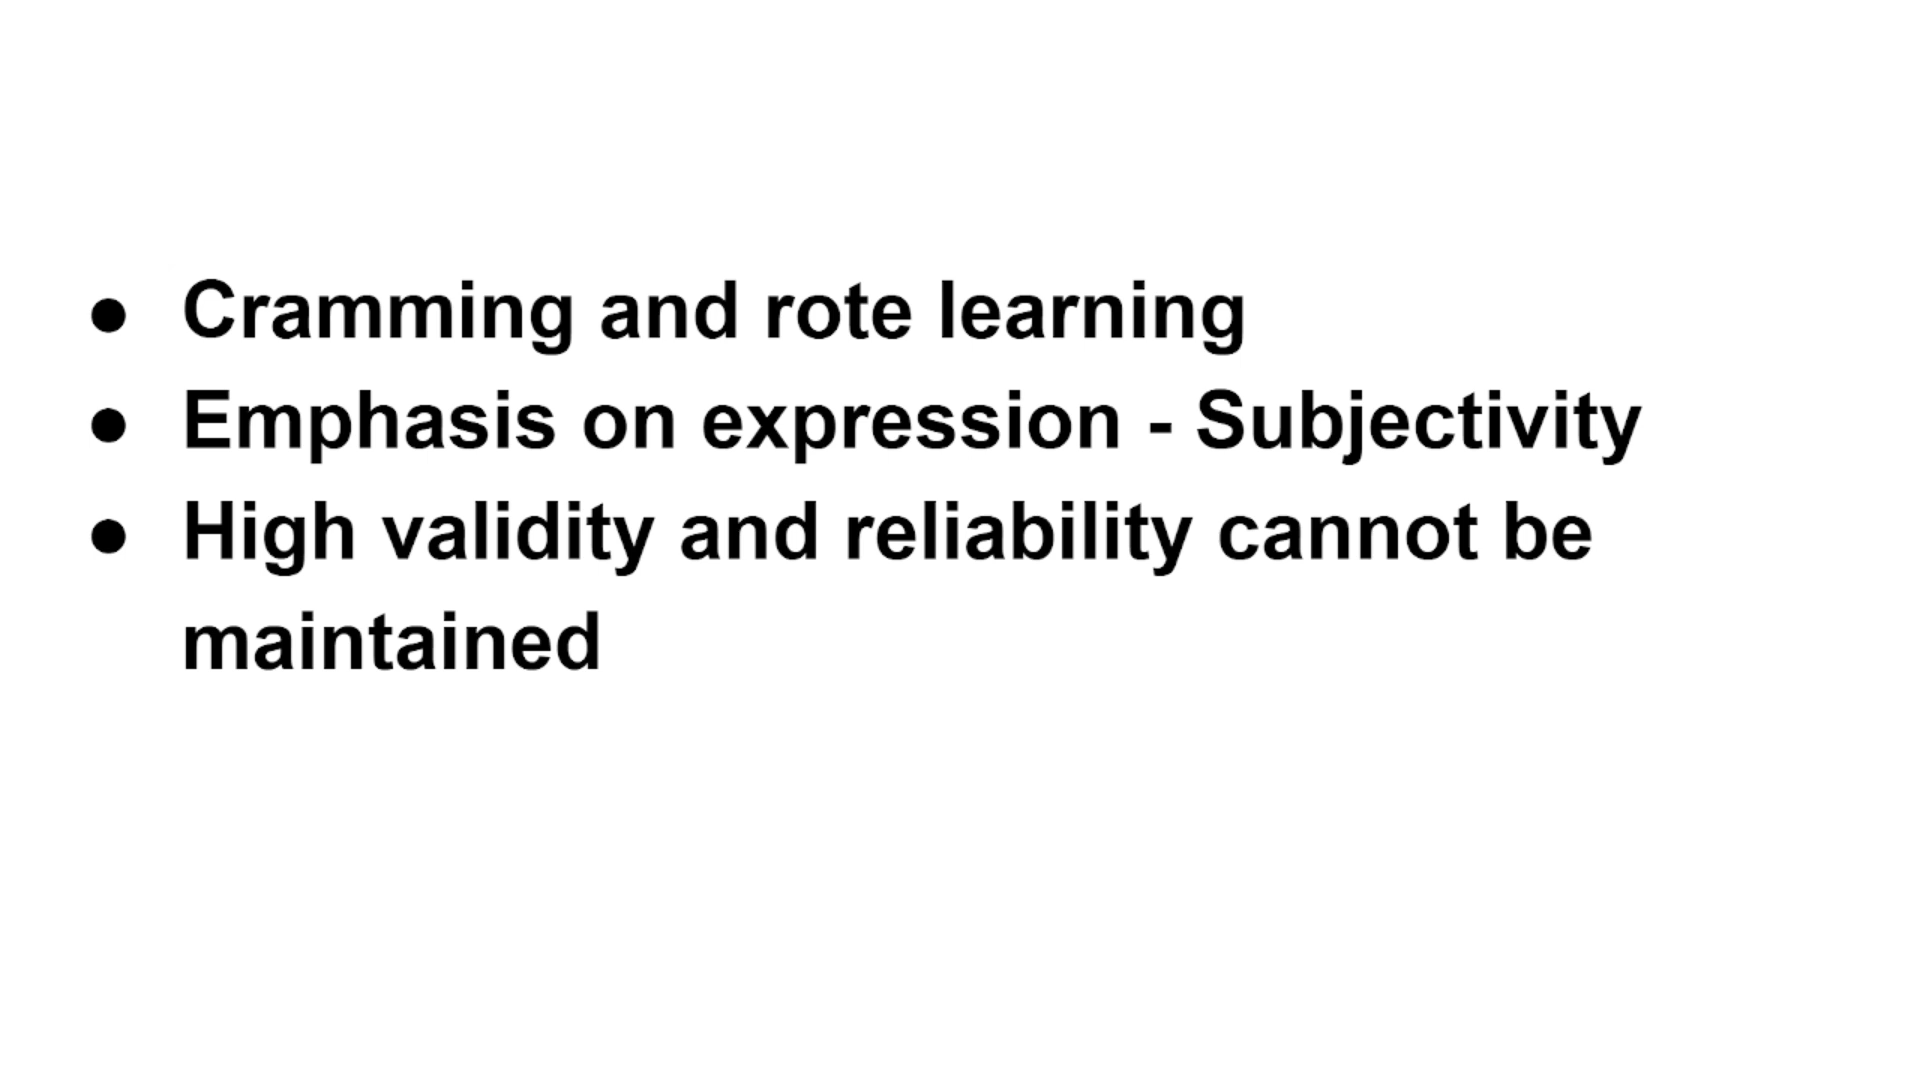 ● Cramming and rote learning
● Emphasis on expression - Subjectivity
● High validity and reliability cannot be
maintained